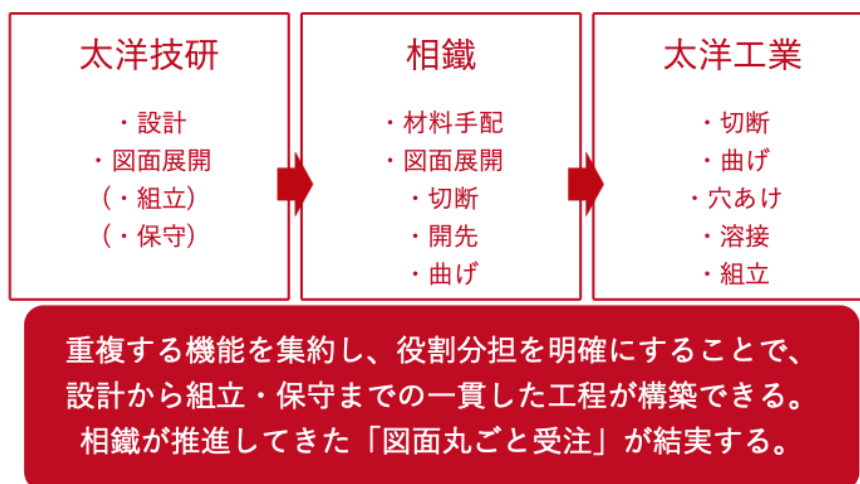 太洋技研
・設計
・図面展開
(・組立)
(・保守)
相鐵
・材料手配
・図面展開
・切断
・開先
・曲げ
太洋工業
・切断
・曲げ
・穴あけ
・溶接
・組立
重複する機能を集約し、役割分担を明確にすることで、
設計から組立・保守までの一貫した工程が構築できる。
相鐵が推進してきた「図面丸ごと受注」が結実する。